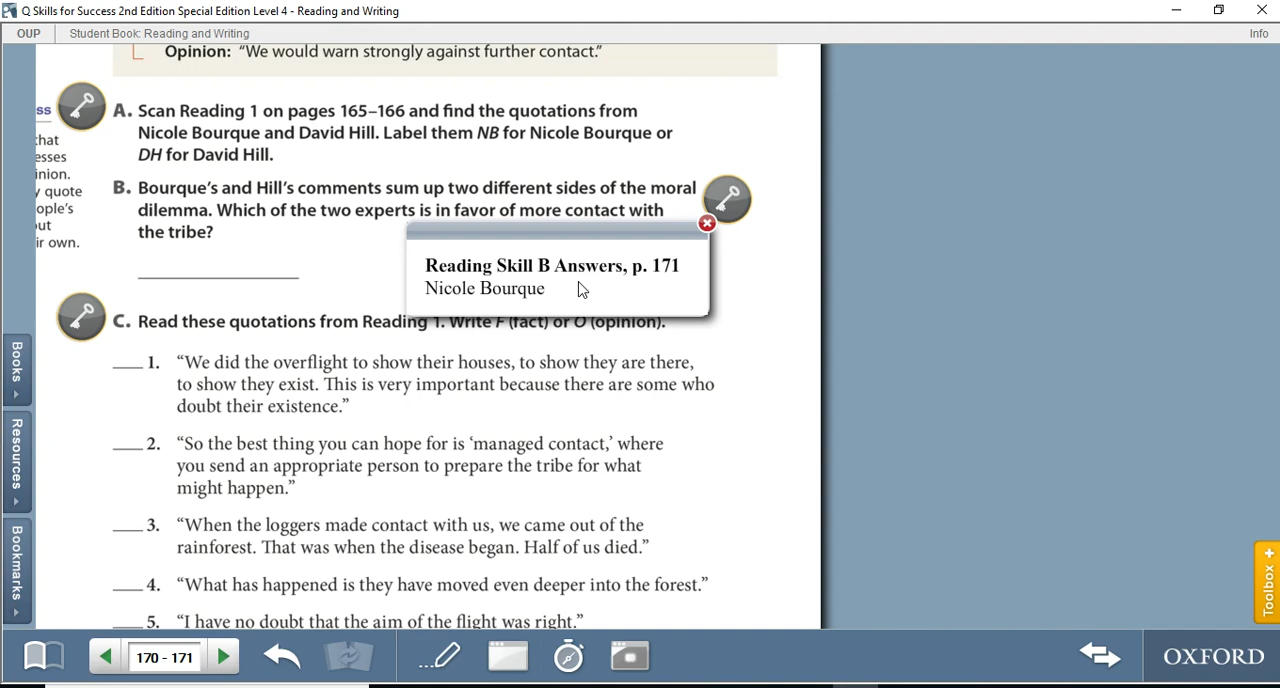 Q Skills for Success 2nd Edition Special Edition Level 4 - Reading and Writing
OUP
Student Book: Reading and Writing
Info
Opinion: “We would warn strongly against further contact.”
ss
that
esses
inion.
y quote
ople’s
out
ir own.
A. Scan Reading 1 on pages 165–166 and find the quotations from
Nicole Bourque and David Hill. Label them NB for Nicole Bourque or
DH for David Hill.
B. Bourque’s and Hill’s comments sum up two different sides of the moral
dilemma. Which of the two experts is in favor of more contact with
the tribe?
Reading Skill B Answers, p. 171
Nicole Bourque
C. Read these quotations from Reading 1. Write F (fact) or O (opinion).
1. “We did the overflight to show their houses, to show they are there,
to show they exist. This is very important because there are some who
doubt their existence.”
2. “So the best thing you can hope for is ‘managed contact,’ where
you send an appropriate person to prepare the tribe for what
might happen.”
3. “When the loggers made contact with us, we came out of the
rainforest. That was when the disease began. Half of us died.”
4. “What has happened is they have moved even deeper into the forest.”
5. “I have no doubt that the aim of the flight was right.”
Books
Resources
Bookmarks
Toolbox +
170 - 171
OXFORD